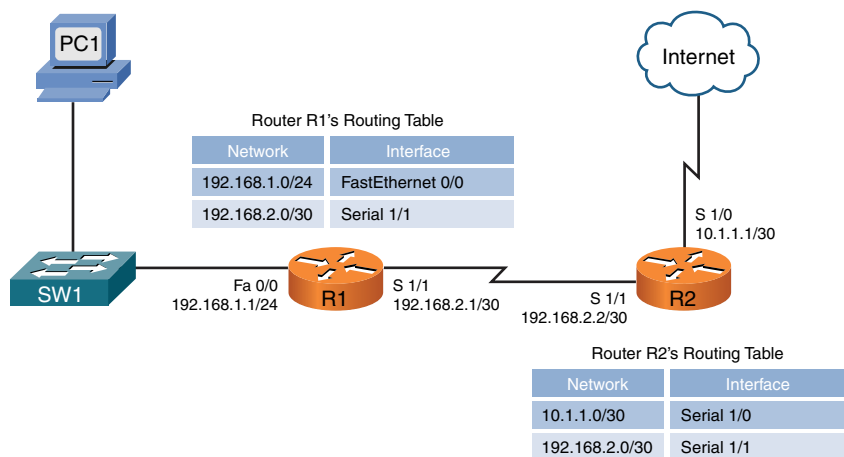 PC1
Internet
Router R1's Routing Table
Network Interface
192.168.1.0/24 FastEthernet 0/0
192.168.2.0/30 Serial 1/1
S 1/0
10.1.1.1/30
SW1
Fa 0/0
192.168.1.1/24
R1
S 1/1
192.168.2.1/30
S 1/1
192.168.2.2/30
R2
Router R2's Routing Table
Network Interface
10.1.1.0/30 Serial 1/0
192.168.2.0/30 Serial 1/1